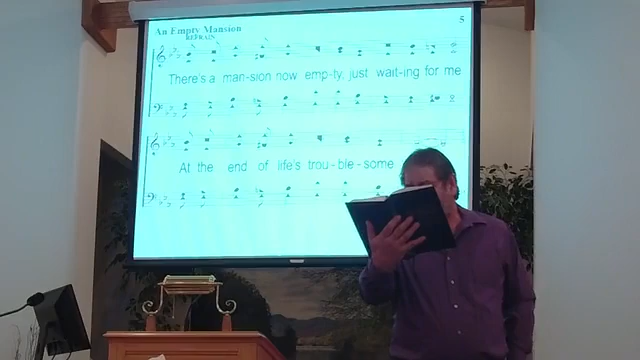 An Empty Mansion
5
REFRAIN
There's a man-sion now emp-ty, just wait-ing for me
At the end of life's trou-ble-some